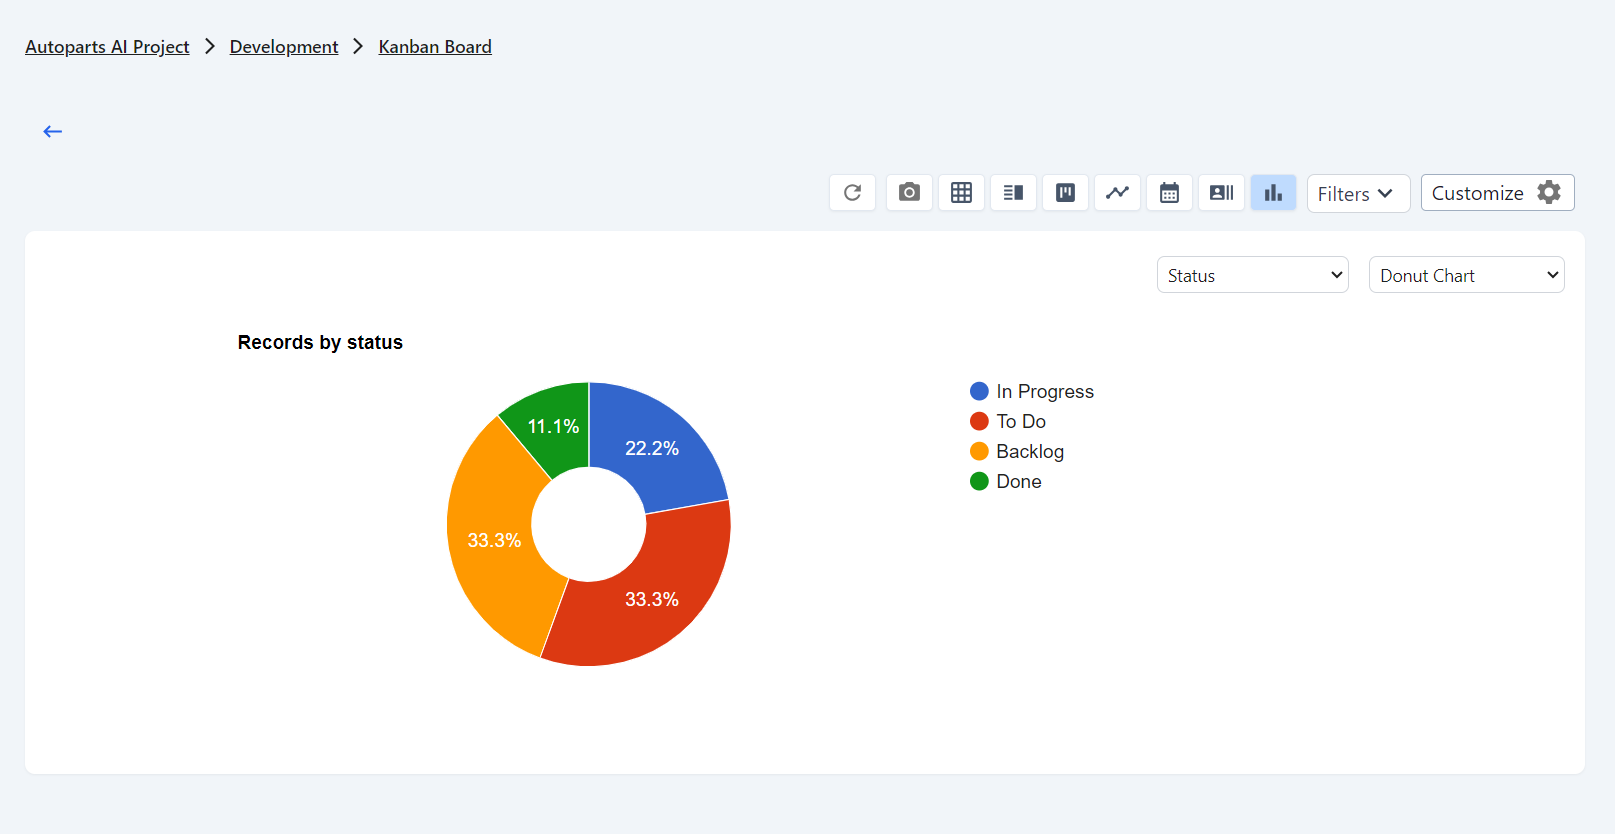 Autoparts AI Project > Development > Kanban Board
Filters
Customize
Status
Donut Chart
Records by status
11.1%
22.2%
33.3%
33.3%
In Progress
To Do
Backlog
Done